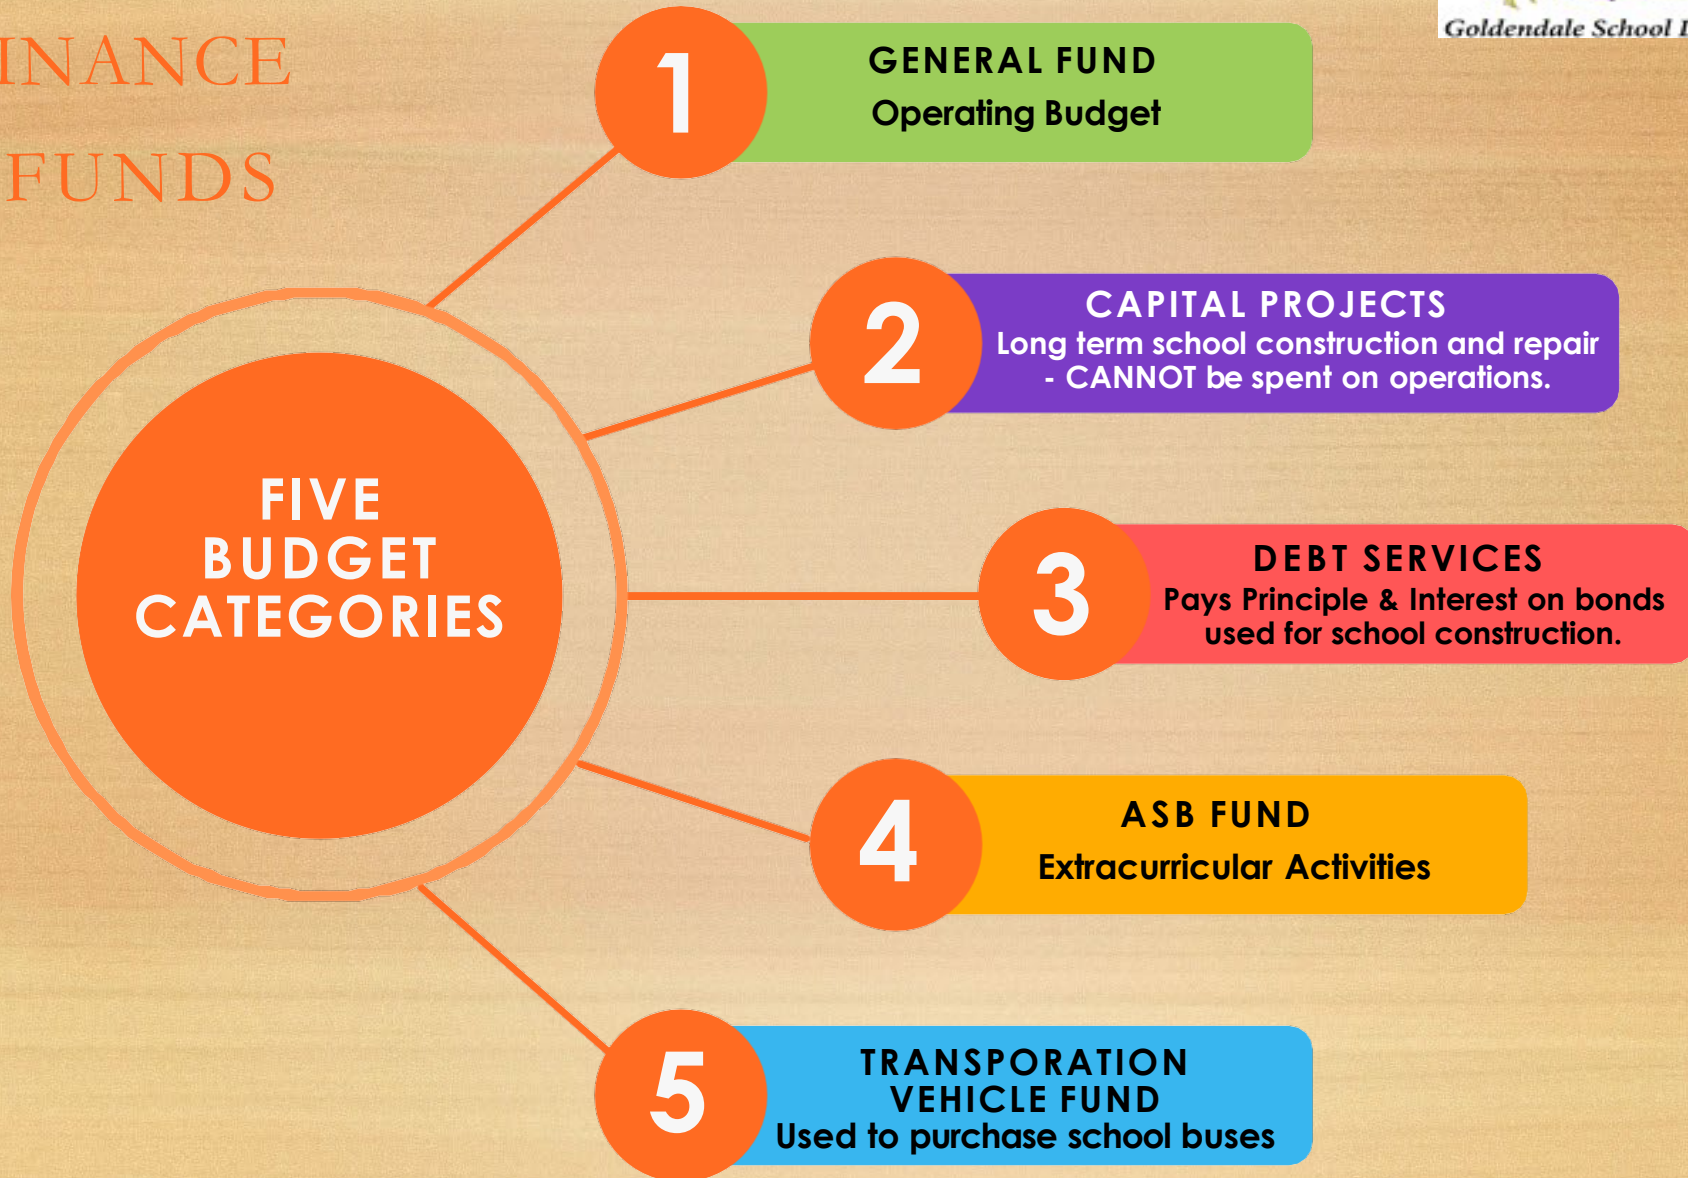 INANCE
FUNDS
Goldendale School D
1
GENERAL FUND
Operating Budget
2
CAPITAL PROJECTS
Long term school construction and repair
- CANNOT be spent on operations.
FIVE
BUDGET
CATEGORIES
3
DEBT SERVICES
Pays Principle & Interest on bonds
used for school construction.
4
ASB FUND
Extracurricular Activities
5
TRANSPORATION
VEHICLE FUND
Used to purchase school buses